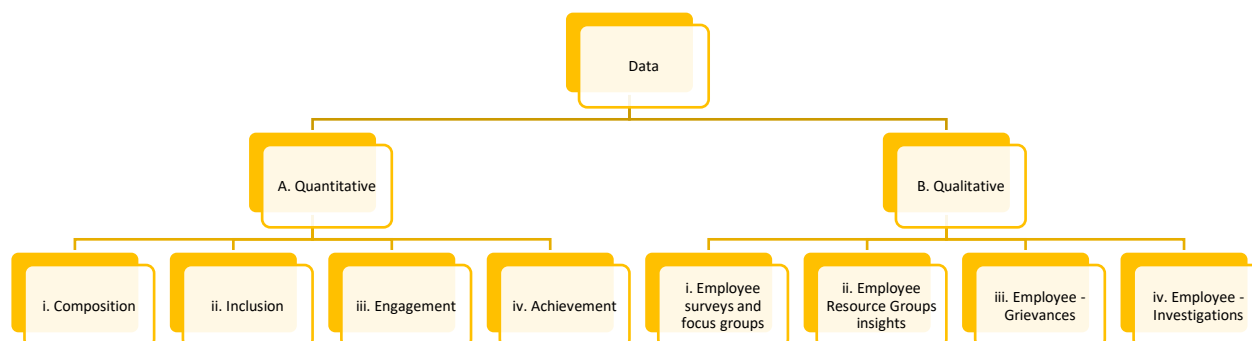 Data
A. Quantitative
B. Qualitative
i. Composition
ii. Inclusion
iii. Engagement
iv. Achievement
i. Employee
surveys and
focus groups
ii. Employee
Resource Groups
insights
iii. Employee -
Grievances
iv. Employee -
Investigations